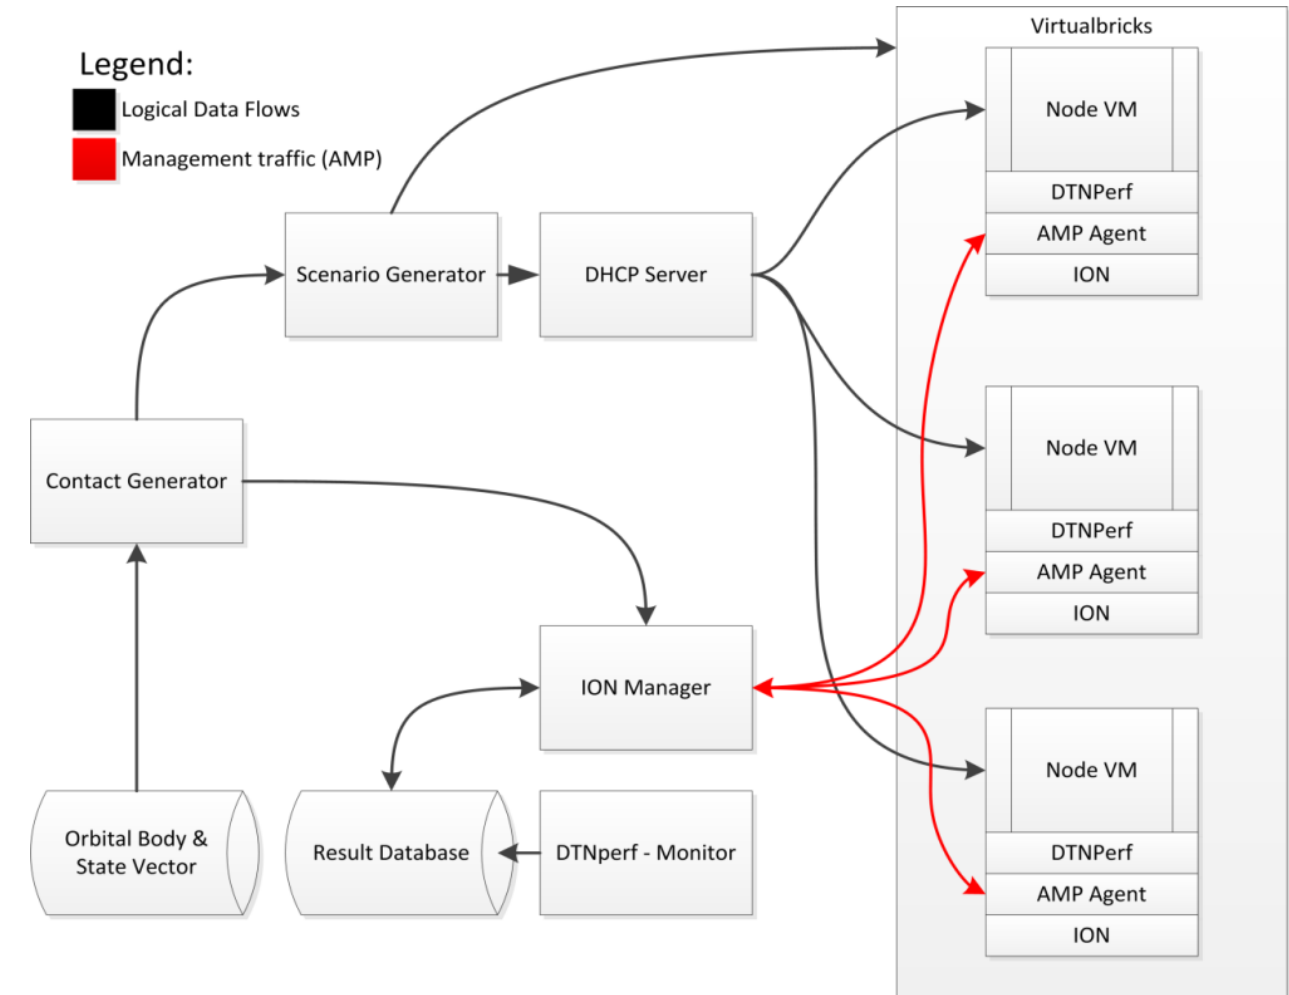 Virtualbricks
Legend:
Logical Data Flows
Management traffic (AMP)
Node VM
DTNPerf
AMP Agent
ION
Scenario Generator
DHCP Server
Contact Generator
Node VM
DTNPerf
AMP Agent
ION
ION Manager
Node VM
DTNPerf
AMP Agent
ION
Orbital Body &
State Vector
Result Database
DTNperf - Monitor